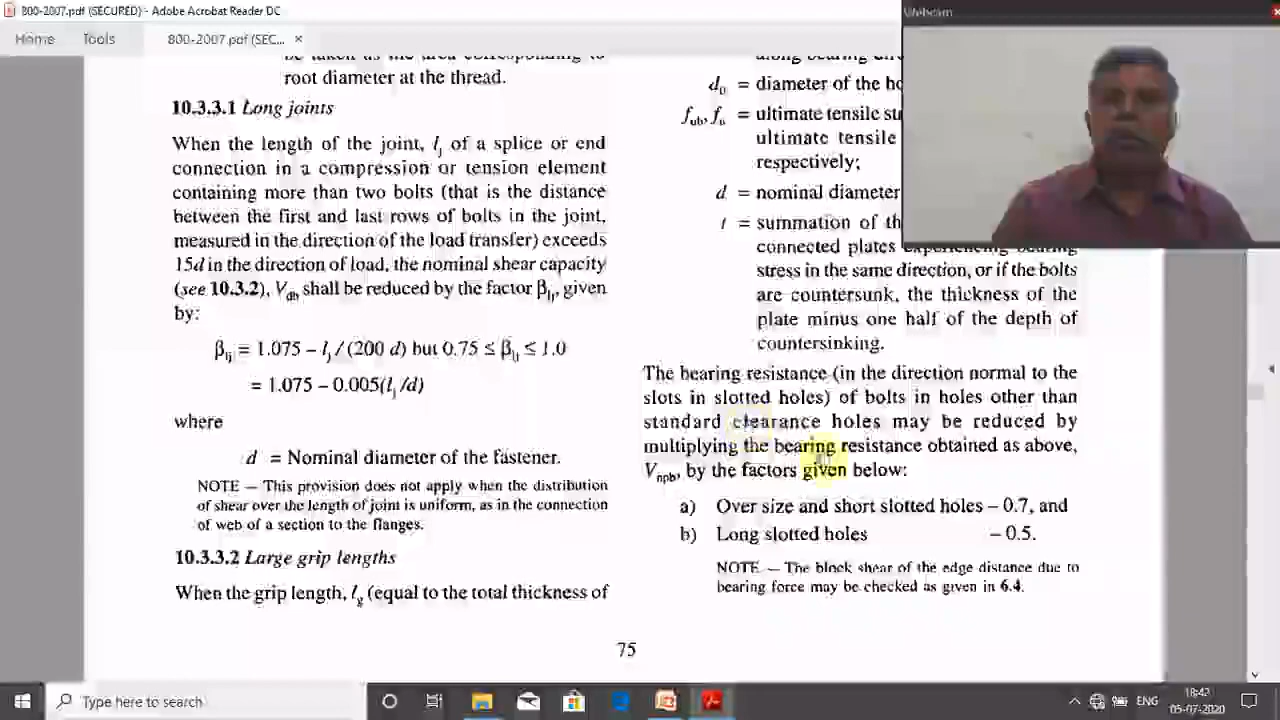 800-2007.pdf (SECURED) - Adobe Acrobat Reader DC
Webcam
Home Tools 800-2007.pdf (SEC... ×
root diameter at the thread.
10.3.3.1 Long joints
When the length of the joint, lj of a splice or end
connection in a compression or tension element
containing more than two bolts (that is the distance
between the first and last rows of bolts in the joint,
measured in the direction of the load transfer) exceeds
15d in the direction of load, the nominal shear capacity
(see 10.3.2), Vdb shall be reduced by the factor βlj, given
by:
βlj = 1.075 – lj / (200 d) but 0.75 ≤ βlj ≤ 1.0
= 1.075 – 0.005(lj /d)
where
d = Nominal diameter of the fastener.
NOTE — This provision does not apply when the distribution
of shear over the length of joint is uniform, as in the connection
of web of a section to the flanges.
10.3.3.2 Large grip lengths
When the grip length, lg (equal to the total thickness of
d0 = diameter of the
fub, fu = ultimate tensile
ultimate tensile
respectively;
d = nominal diameter
t = summation of
connected plates experiencing bearing
stress in the same direction, or if the bolts
are countersunk, the thickness of the
plate minus one half of the depth of
countersinking.
The bearing resistance (in the direction normal to the
slots in slotted holes) of bolts in holes other than
standard clearance holes may be reduced by
multiplying the bearing resistance obtained as above,
Vnpb, by the factors given below:
a) Over size and short slotted holes – 0.7, and
b) Long slotted holes – 0.5.
NOTE — The block shear of the edge distance due to
bearing force may be checked as given in 6.4.
75
Type here to search
ENG
18:42
05-07-2020